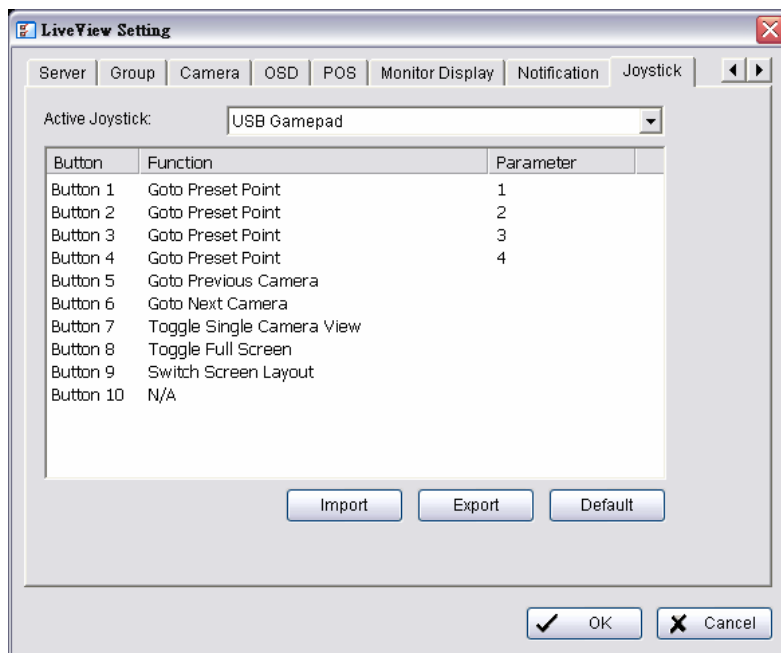 LiveView Setting
Server Group Camera OSD POS Monitor Display Notification Joystick
Active Joystick: USB Gamepad
Button Function Parameter
Button 1 Goto Preset Point 1
Button 2 Goto Preset Point 2
Button 3 Goto Preset Point 3
Button 4 Goto Preset Point 4
Button 5 Goto Previous Camera
Button 6 Goto Next Camera
Button 7 Toggle Single Camera View
Button 8 Toggle Full Screen
Button 9 Switch Screen Layout
Button 10 N/A
Import Export Default
OK Cancel